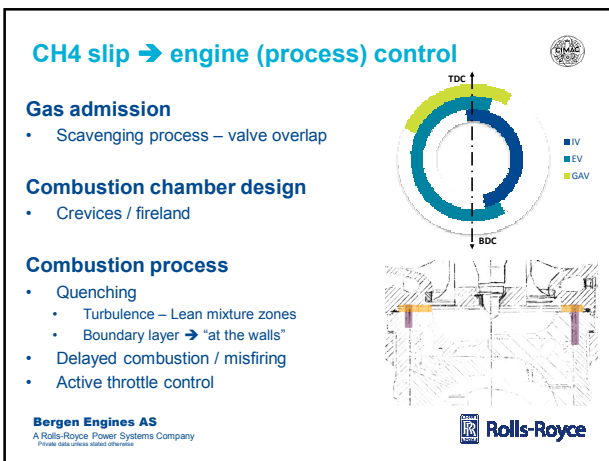 CH4 slip ➔ engine (process) control
CIMAC
Gas admission
• Scavenging process – valve overlap
Combustion chamber design
• Crevices / fireland
Combustion process
• Quenching
• Turbulence – Lean mixture zones
• Boundary layer ➔ “at the walls”
• Delayed combustion / misfiring
• Active throttle control
TDC
IV
EV
GAV
BDC
Bergen Engines AS
A Rolls-Royce Power Systems Company
Private data unless stated otherwise
RR
Rolls-Royce